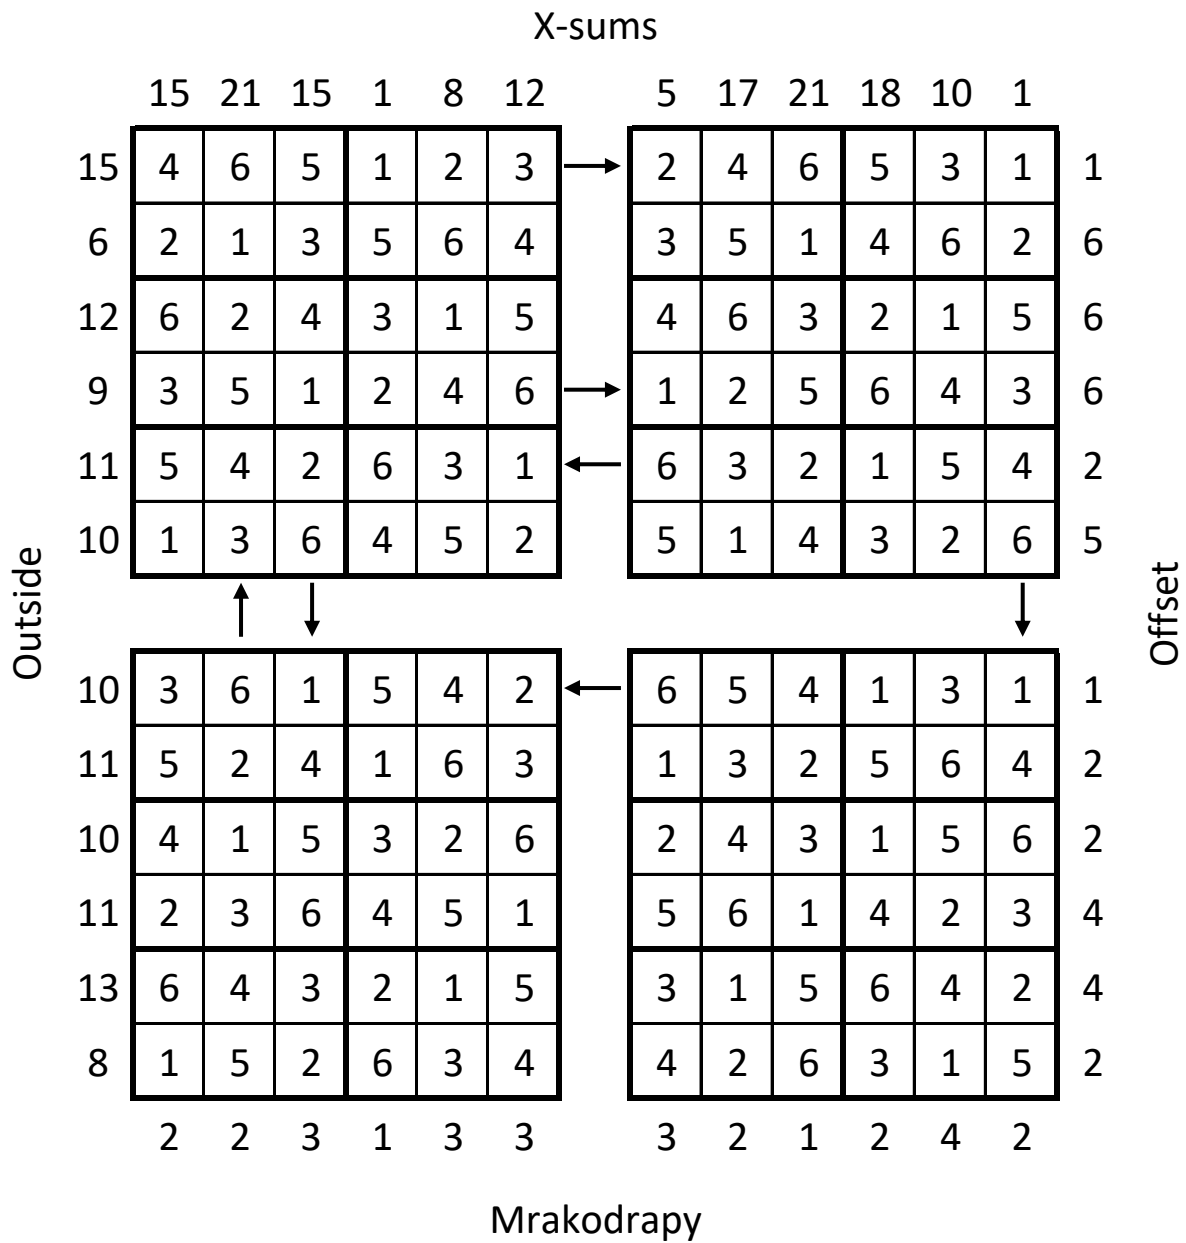 X-sums
15 21 15 1 8 12 5 17 21 18 10 1
15 4 6 5 1 2 3 2 4 6 5 3 1 1
6 2 1 3 5 6 4 3 5 1 4 6 2 6
12 6 2 4 3 1 5 4 6 3 2 1 5 6
9 3 5 1 2 4 6 1 2 5 6 4 3 6
11 5 4 2 6 3 1 6 3 2 1 5 4 2
10 1 3 6 4 5 2 5 1 4 3 2 6 5
Outside
Offset
10 3 6 1 5 4 2 6 5 4 1 3 1 1
11 5 2 4 1 6 3 1 3 2 5 6 4 2
10 4 1 5 3 2 6 2 4 3 1 5 6 2
11 2 3 6 4 5 1 5 6 1 4 2 3 4
13 6 4 3 2 1 5 3 1 5 6 4 2 4
8 1 5 2 6 3 4 4 2 6 3 1 5 2
2 2 3 1 3 3 3 2 1 2 4 2
Mrakodrapy